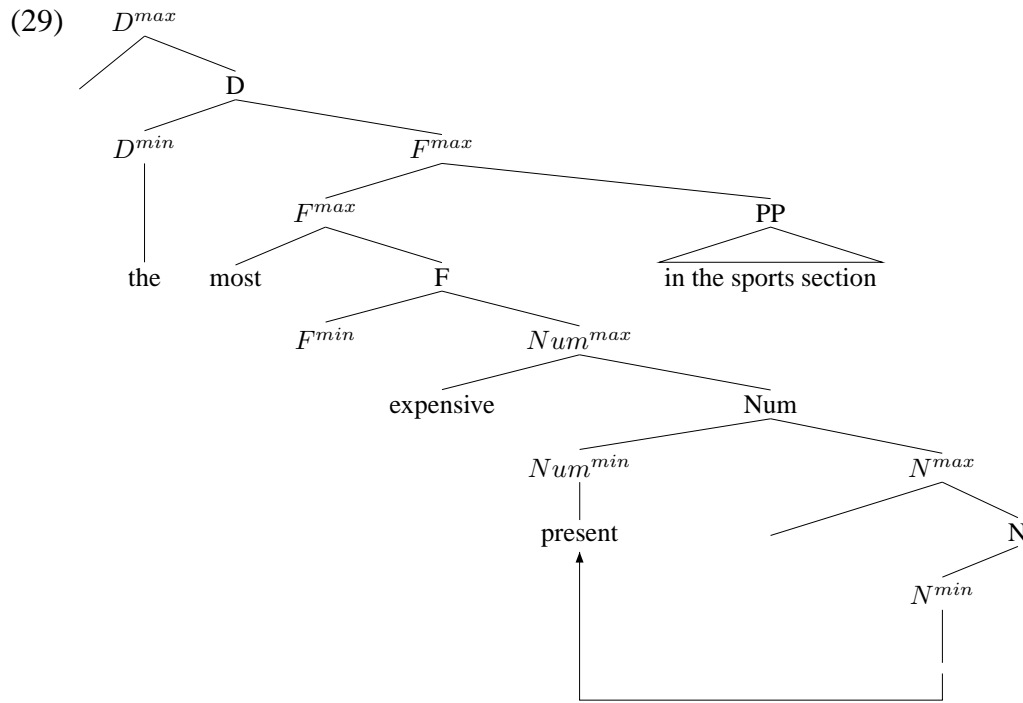 (29) D^max
D
D^min F^max
F^max PP
the most F in the sports section
F^min Num^max
expensive Num
Num^min N^max
present N
N^min